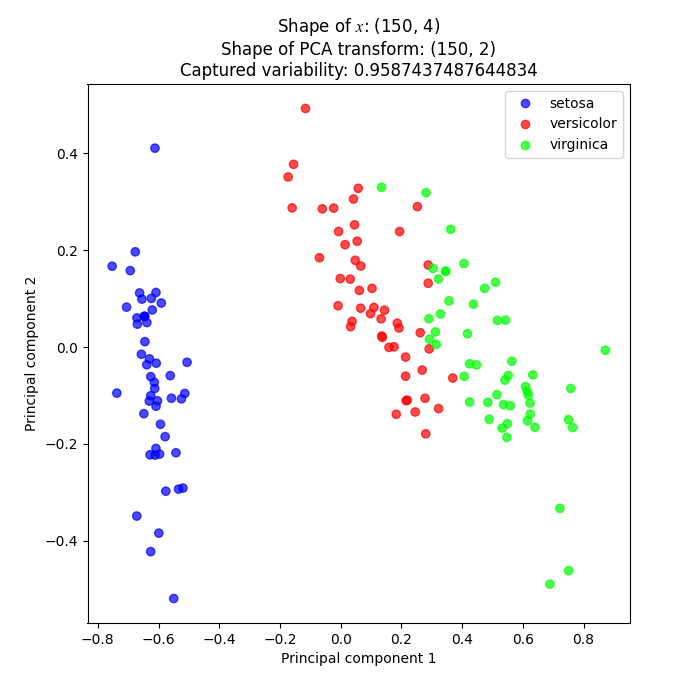 Shape of x: (150, 4)
Shape of PCA transform: (150, 2)
Captured variability: 0.9587437487644834
setosa
versicolor
virginica
0.4
0.2
0.0
−0.2
−0.4
Principal component 2
−0.8
−0.6
−0.4
−0.2
0.0
0.2
0.4
0.6
0.8
Principal component 1